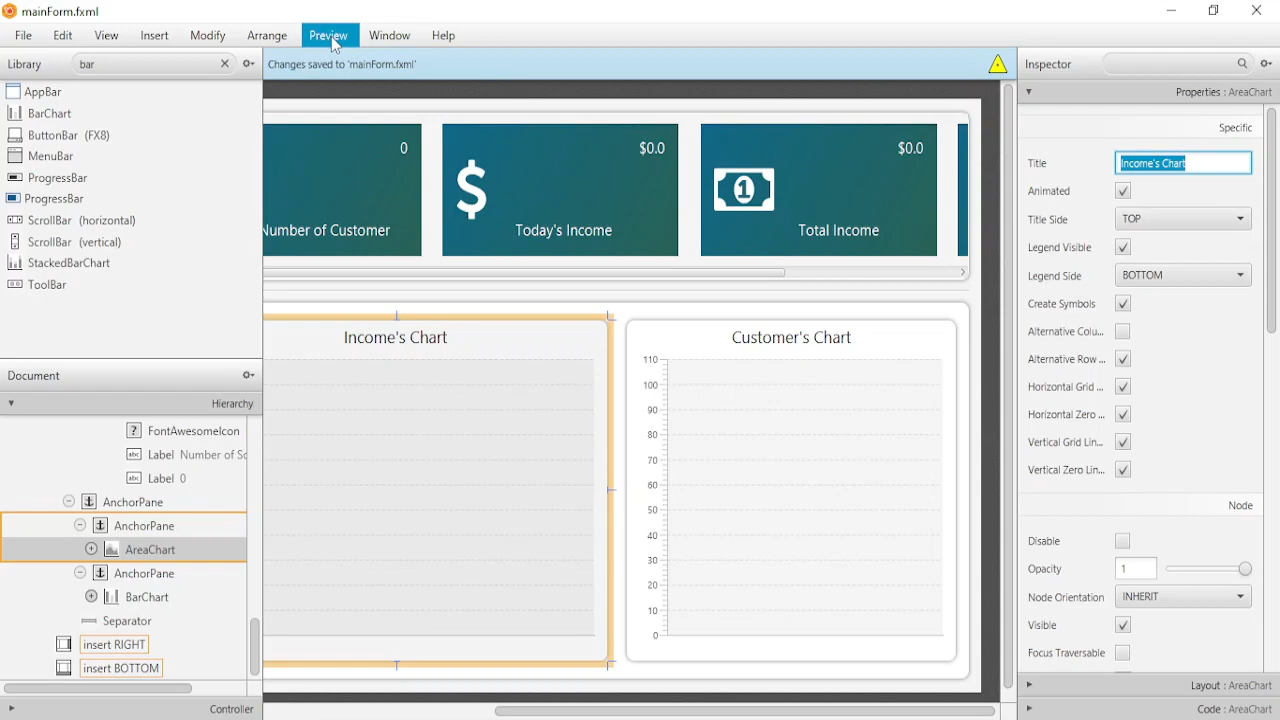 mainForm.fxml
File Edit View Insert Modify Arrange Preview Window Help
Library bar
Changes saved to 'mainForm.fxml'
Inspector
AppBar
BarChart
ButtonBar (FX8)
MenuBar
ProgressBar
ProgressBar
ScrollBar (horizontal)
ScrollBar (vertical)
StackedBarChart
ToolBar
Document
Hierarchy
FontAwesomeIcon
Label Number of Sc
Label 0
AnchorPane
AnchorPane
AreaChart
AnchorPane
BarChart
Separator
insert RIGHT
insert BOTTOM
Controller
0
Number of Customer
$
$0.0
Today's Income
1
$0.0
Total Income
Income's Chart
Customer's Chart
110
100
90
80
70
60
50
40
30
20
10
0
Properties : AreaChart
Specific
Title Income's Chart
Animated
Title Side TOP
Legend Visible
Legend Side BOTTOM
Create Symbols
Alternative Colu...
Alternative Row ...
Horizontal Grid ...
Horizontal Zero ...
Vertical Grid Lin...
Vertical Zero Lin...
Node
Disable
Opacity 1
Node Orientation INHERIT
Visible
Focus Traversable
Layout : AreaChart
Code : AreaChart